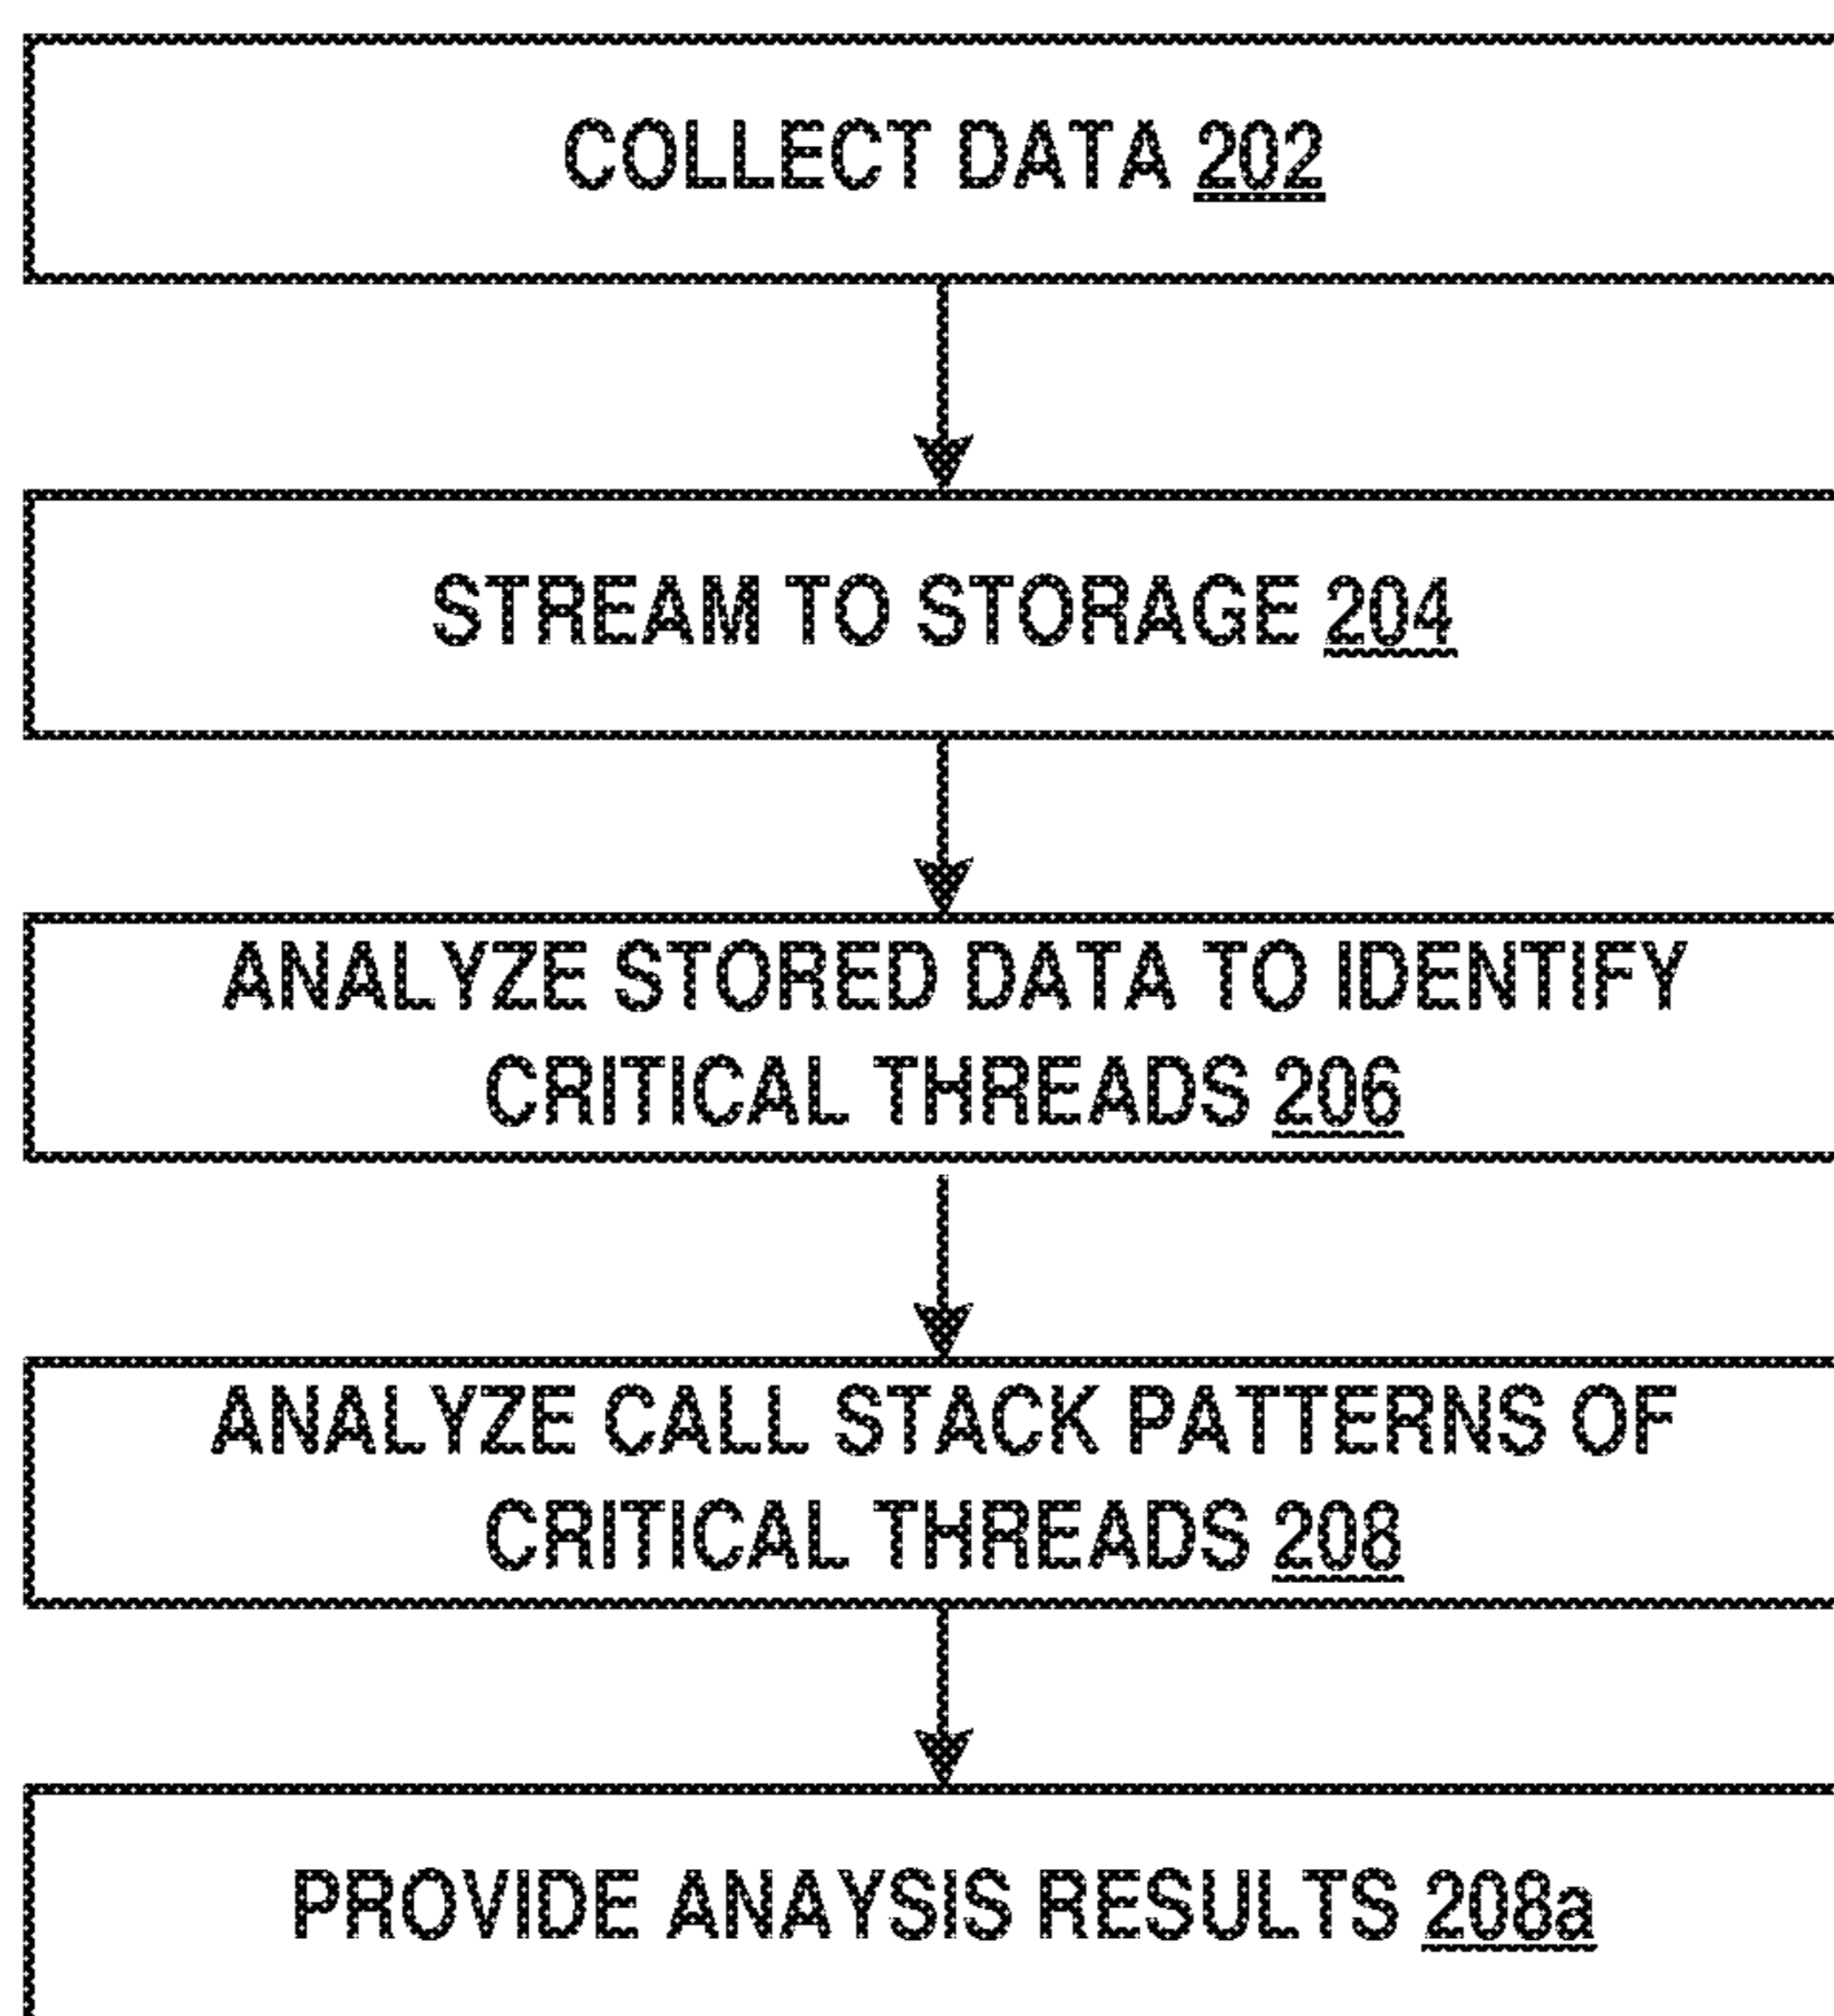 COLLECT DATA 202
STREAM TO STORAGE 204
ANALYZE STORED DATA TO IDENTIFY
CRITICAL THREADS 206
ANALYZE CALL STACK PATTERNS OF
CRITICAL THREADS 208
PROVIDE ANAYSIS RESULTS 208a